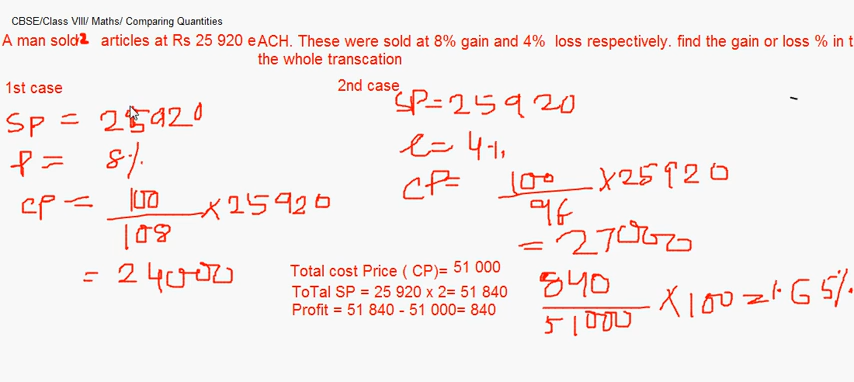 CBSE/Class VIII/ Maths/ Comparing Quantities
A man sold 2 articles at Rs 25 920 eACH. These were sold at 8% gain and 4% loss respectively. find the gain or loss % in t
the whole transcation
1st case
SP = 25920
P = 8%
CP = 100/108 × 25920
= 24000
2nd case
SP = 25920
l = 4%
CP = 100/96 × 25920
= 27000
Total cost Price ( CP)= 51 000
ToTal SP = 25 920 x 2= 51 840
Profit = 51 840 - 51 000= 840
840/51000 × 100 = 1.65%